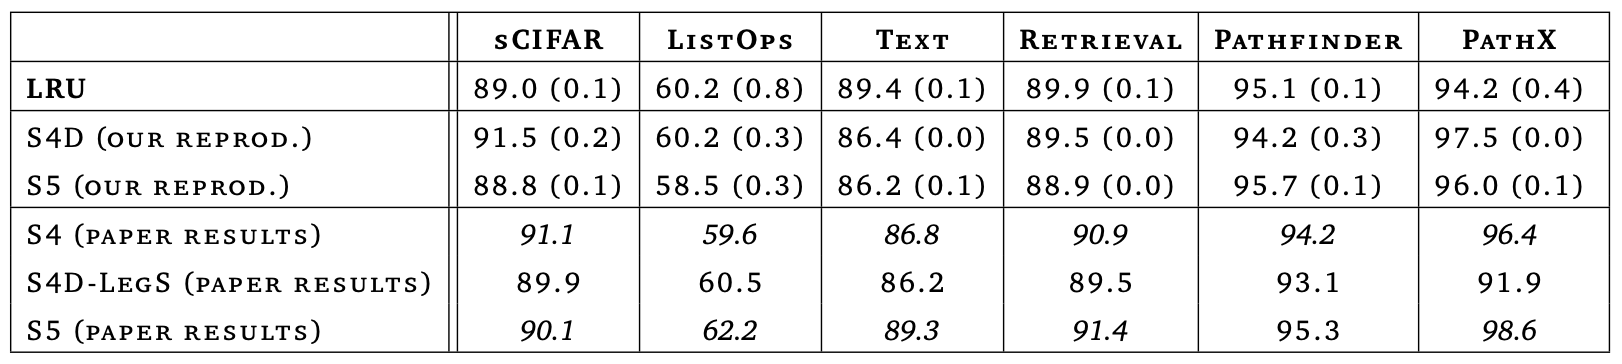 sCIFAR ListOps Text Retrieval Pathfinder PathX
LRU 89.0 (0.1) 60.2 (0.8) 89.4 (0.1) 89.9 (0.1) 95.1 (0.1) 94.2 (0.4)
S4D (our reprod.) 91.5 (0.2) 60.2 (0.3) 86.4 (0.0) 89.5 (0.0) 94.2 (0.3) 97.5 (0.0)
S5 (our reprod.) 88.8 (0.1) 58.5 (0.3) 86.2 (0.1) 88.9 (0.0) 95.7 (0.1) 96.0 (0.1)
S4 (paper results) 91.1 59.6 86.8 90.9 94.2 96.4
S4D-LegS (paper results) 89.9 60.5 86.2 89.5 93.1 91.9
S5 (paper results) 90.1 62.2 89.3 91.4 95.3 98.6